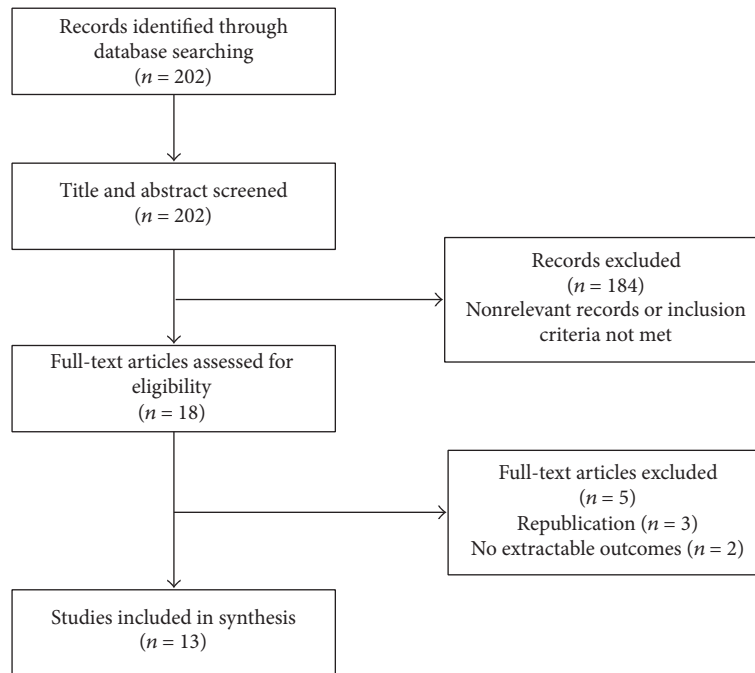 Records identified through
database searching
(n = 202)
Title and abstract screened
(n = 202)
Records excluded
(n = 184)
Nonrelevant records or inclusion
criteria not met
Full-text articles assessed for
eligibility
(n = 18)
Full-text articles excluded
(n = 5)
Republication (n = 3)
No extractable outcomes (n = 2)
Studies included in synthesis
(n = 13)